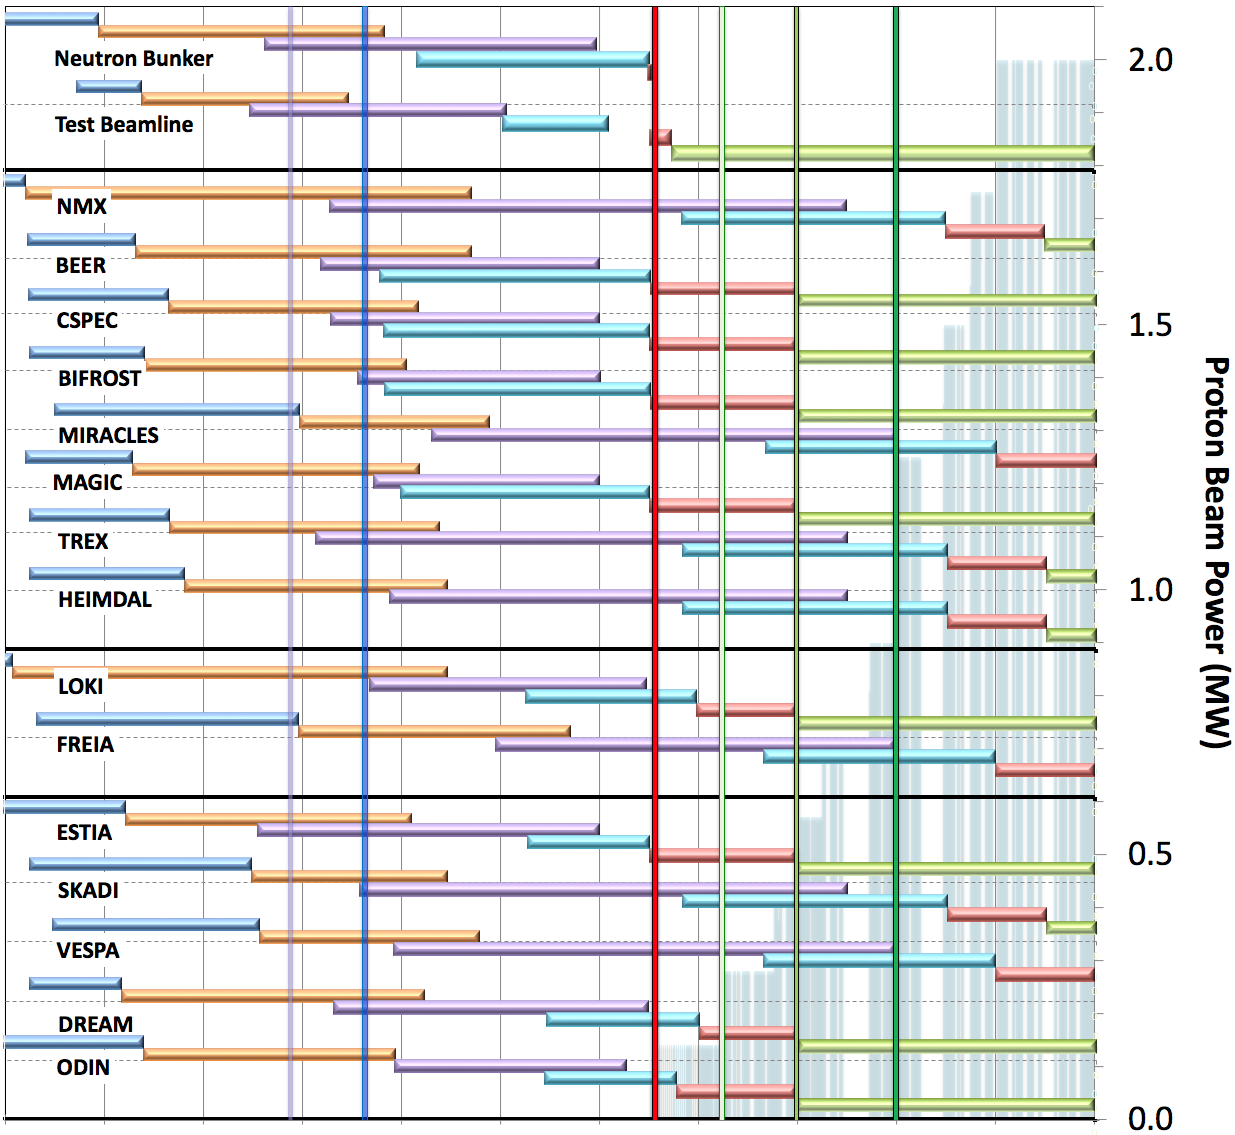 Neutron Bunker
2.0
Test Beamline
NMX
BEER
CSPEC
1.5
BIFROST
MIRACLES
MAGIC
TREX
HEIMDAL
1.0
Proton Beam Power (MW)
LOKI
FREIA
ESTIA
0.5
SKADI
VESPA
DREAM
ODIN
0.0